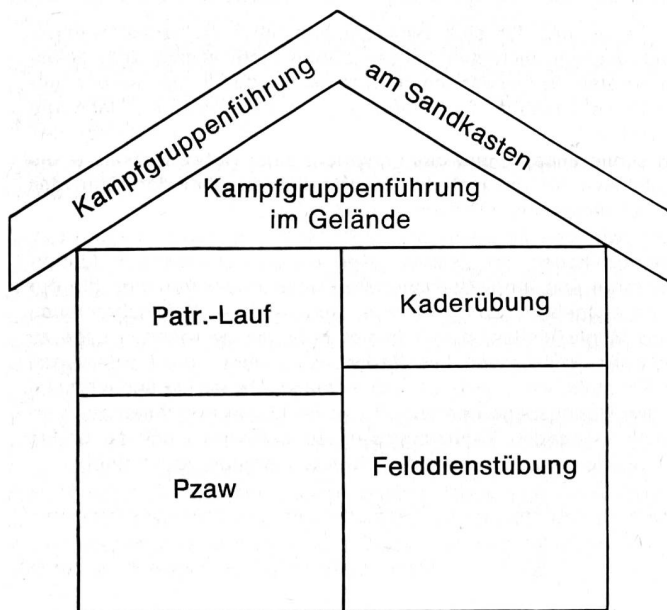 Kampfgruppenführung am Sandkasten
Kampfgruppenführung
im Gelände
Patr.-Lauf
Kaderübung
Pzaw
Felddienstübung